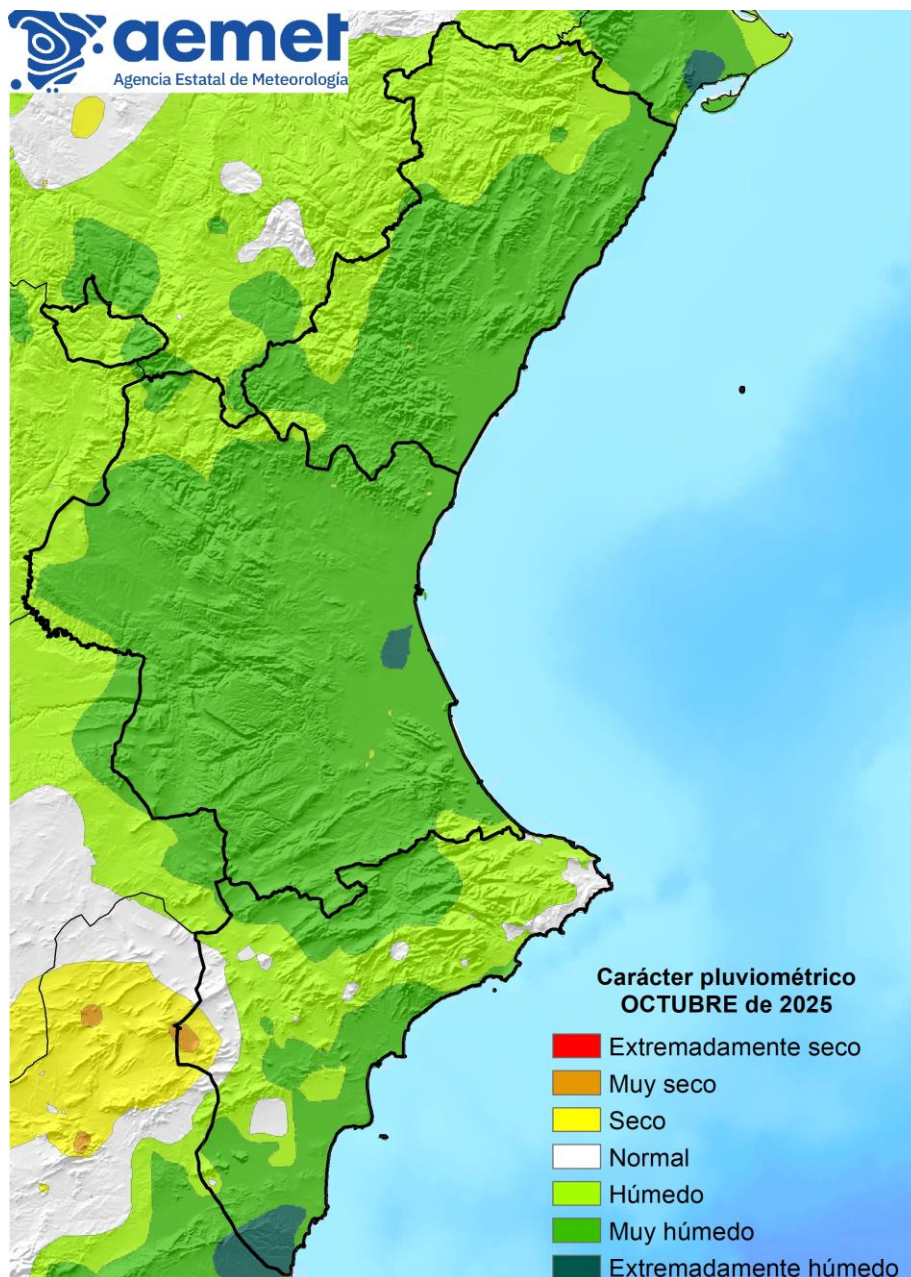 aemet
Agencia Estatal de Meteorología
Carácter pluviométrico
OCTUBRE de 2025
Extremadamente seco
Muy seco
Seco
Normal
Húmedo
Muy húmedo
Extremadamente húmedo